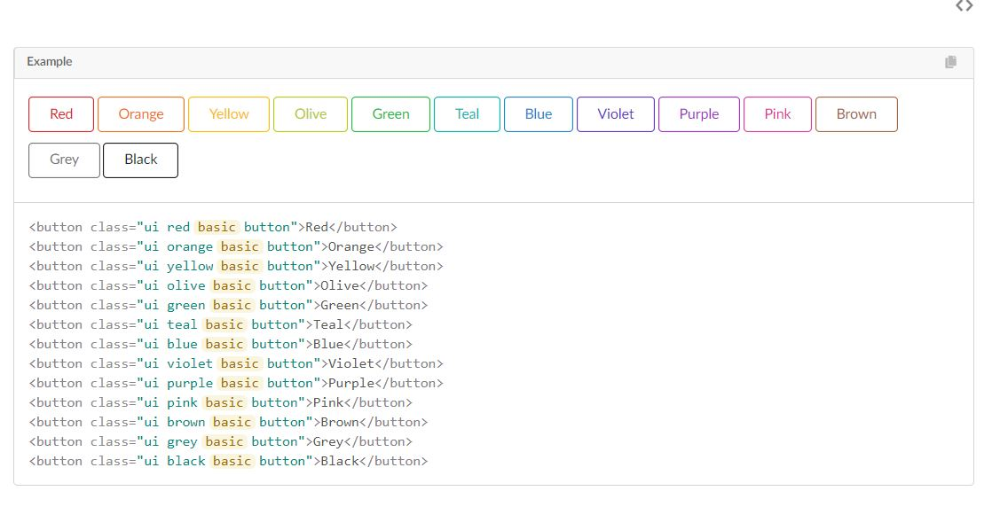 Example
Red Orange Yellow Olive Green Teal Blue Violet Purple Pink Brown
Grey Black
<button class="ui red basic button">Red</button>
<button class="ui orange basic button">Orange</button>
<button class="ui yellow basic button">Yellow</button>
<button class="ui olive basic button">Olive</button>
<button class="ui green basic button">Green</button>
<button class="ui teal basic button">Teal</button>
<button class="ui blue basic button">Blue</button>
<button class="ui violet basic button">Violet</button>
<button class="ui purple basic button">Purple</button>
<button class="ui pink basic button">Pink</button>
<button class="ui brown basic button">Brown</button>
<button class="ui grey basic button">Grey</button>
<button class="ui black basic button">Black</button>